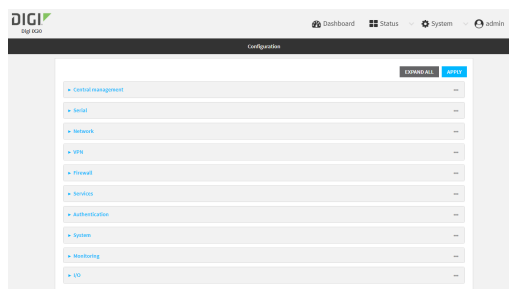 DIGI
Digi IX20
Dashboard
Status
System
admin
Configuration
EXPAND ALL
APPLY
Central management
Serial
Network
VPN
Firewall
Services
Authentication
System
Monitoring
I/O